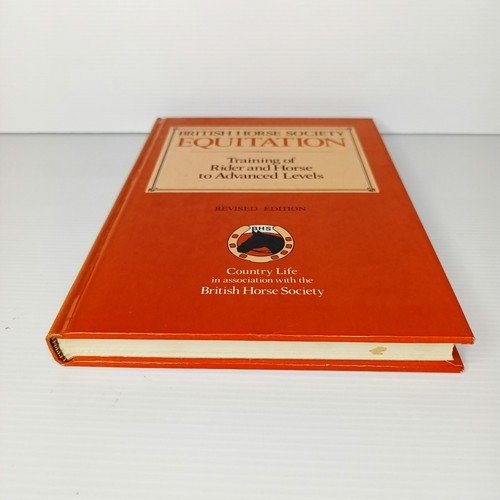 BRITISH HORSE SOCIETY
EQUITATION
Training of
Rider and Horse
to Advanced Levels
REVISED EDITION
BHS
Country Life
in association with the
British Horse Society